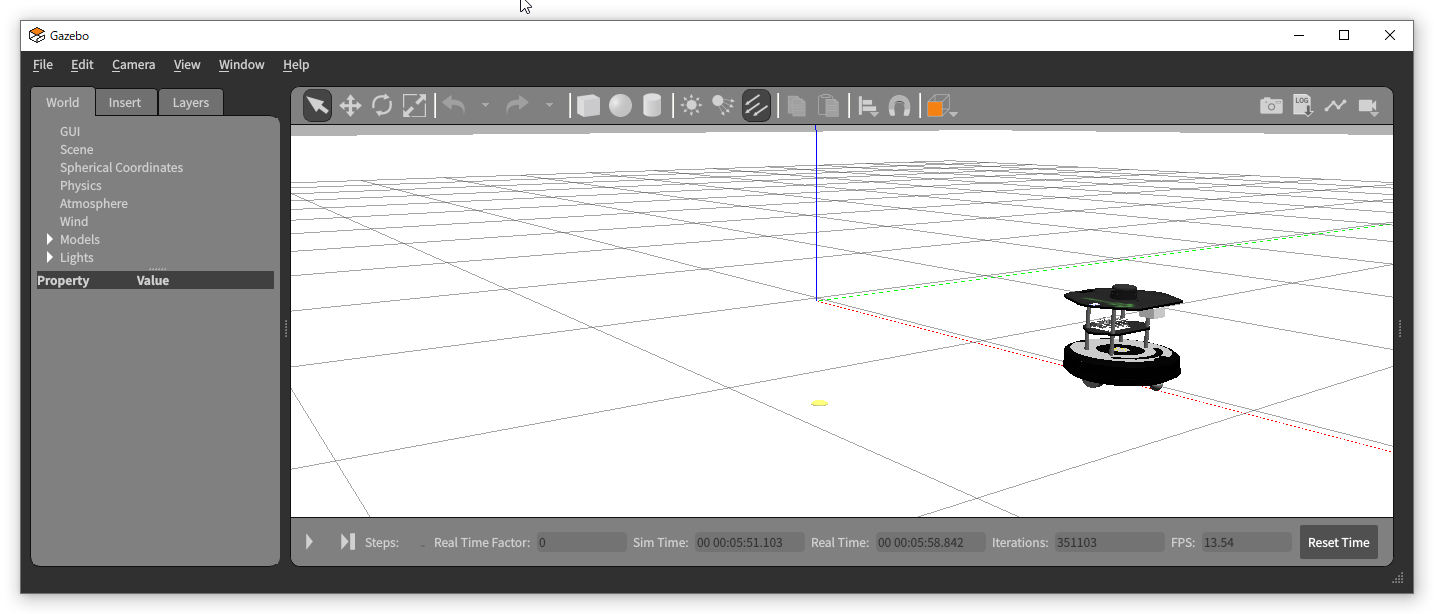 Gazebo
File Edit Camera View Window Help
World Insert Layers
LOG
GUI
Scene
Spherical Coordinates
Physics
Atmosphere
Wind
Models
Lights
Property Value
Steps: Real Time Factor: 0 Sim Time: 00 00:05:51.103 Real Time: 00 00:05:58.842 Iterations: 351103 FPS: 13.54 Reset Time